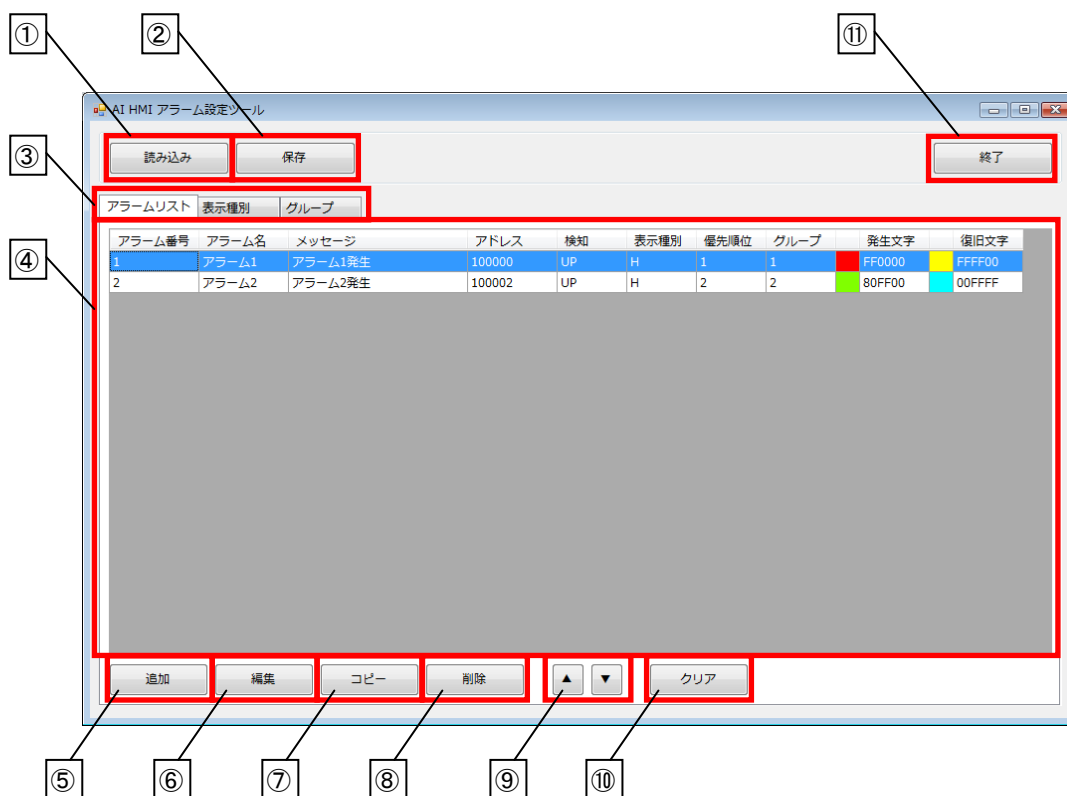 ① ② ⑪
AI HMI アラーム設定ツール
読み込み 保存 終了
③
アラームリスト 表示種別 グループ
④
アラーム番号 アラーム名 メッセージ アドレス 検知 表示種別 優先順位 グループ 発生文字 復旧文字
1 アラーム1 アラーム1発生 100000 UP H 1 1 FF0000 FFFF00
2 アラーム2 アラーム2発生 100002 UP H 2 2 80FF00 00FFFF
追加 編集 コピー 削除 ▲ ▼ クリア
⑤ ⑥ ⑦ ⑧ ⑨ ⑩